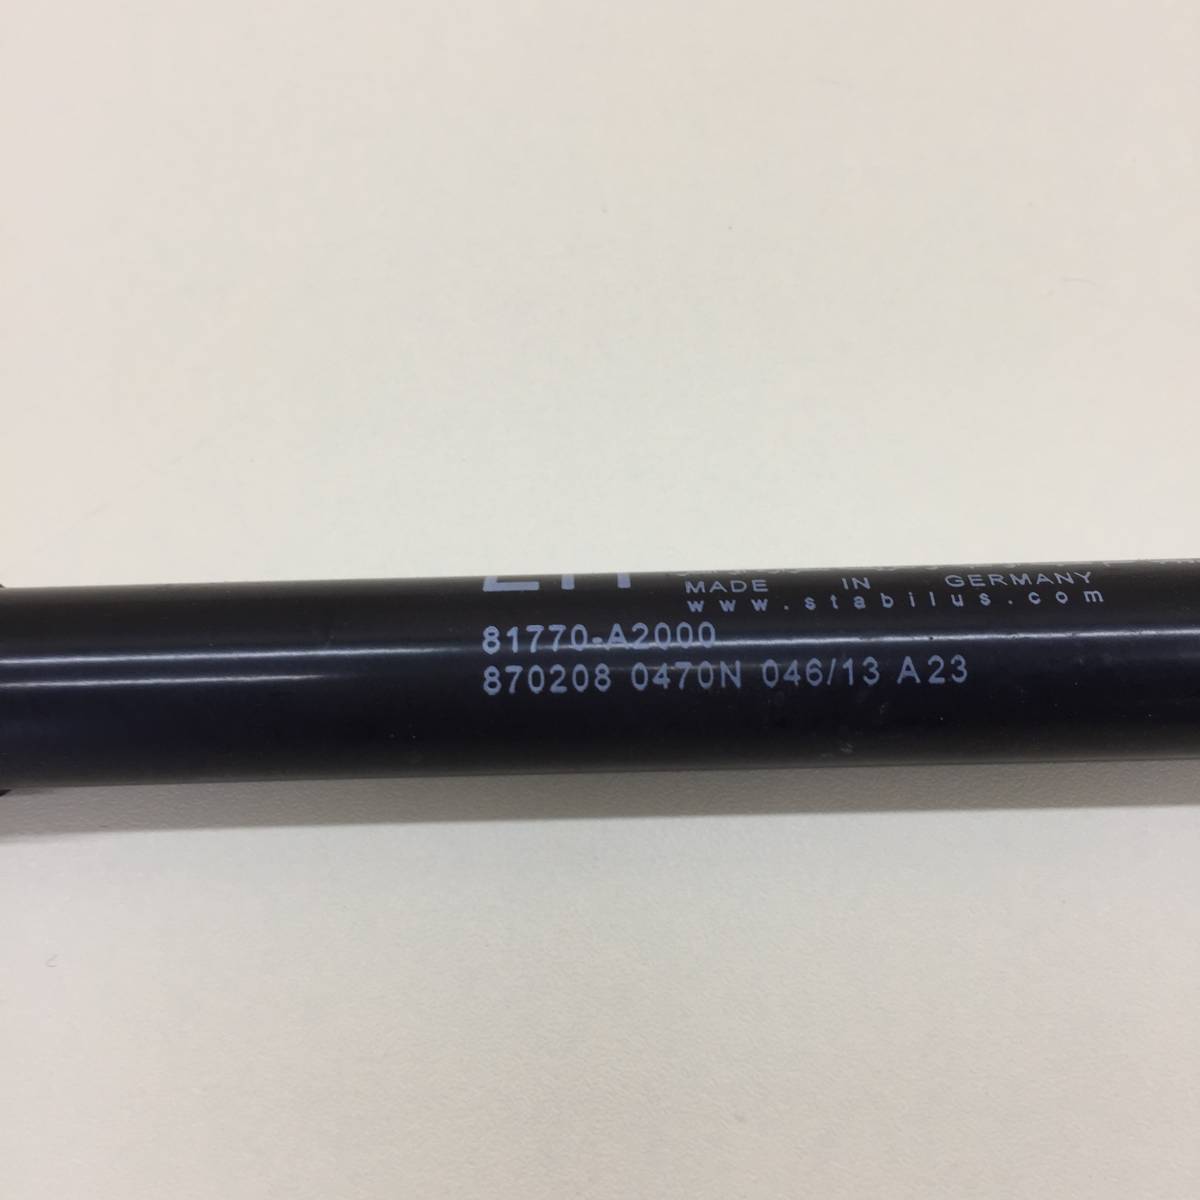 MADE IN GERMANY
www.stabilus.com
81770-A2000
870208 0470N 046/13 A23